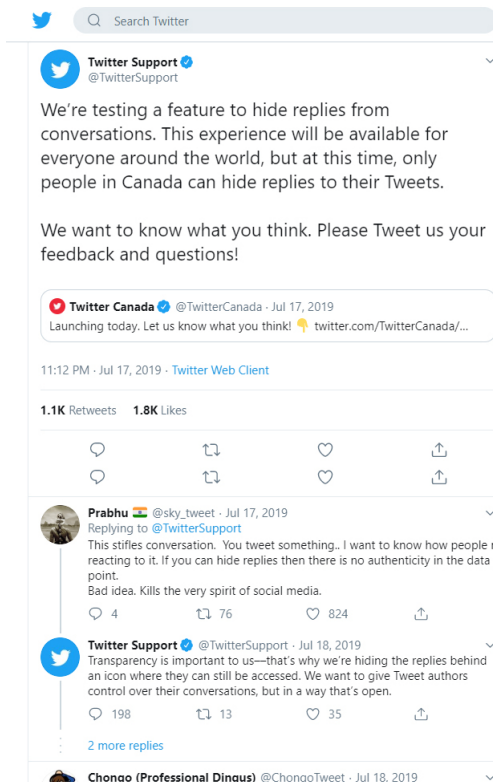 Search Twitter
Twitter Support
@TwitterSupport
We're testing a feature to hide replies from
conversations. This experience will be available for
everyone around the world, but at this time, only
people in Canada can hide replies to their Tweets.
We want to know what you think. Please Tweet us your
feedback and questions!
Twitter Canada @TwitterCanada · Jul 17, 2019
Launching today. Let us know what you think! 👇 twitter.com/TwitterCanada/...
11:12 PM · Jul 17, 2019 · Twitter Web Client
1.1K Retweets 1.8K Likes
Prabhu 🇮🇳 @sky_tweet · Jul 17, 2019
Replying to @TwitterSupport
This stifles conversation. You tweet something.. I want to know how people
reacting to it. If you can hide replies then there is no authenticity in the data
point.
Bad idea. Kills the very spirit of social media.
4 76 824
Twitter Support @TwitterSupport · Jul 18, 2019
Transparency is important to us—that's why we're hiding the replies behind
an icon where they can still be accessed. We want to give Tweet authors
control over their conversations, but in a way that's open.
198 13 35
2 more replies
Chongo (Professional Dingus) @ChongoTweet · Jul 18, 2019